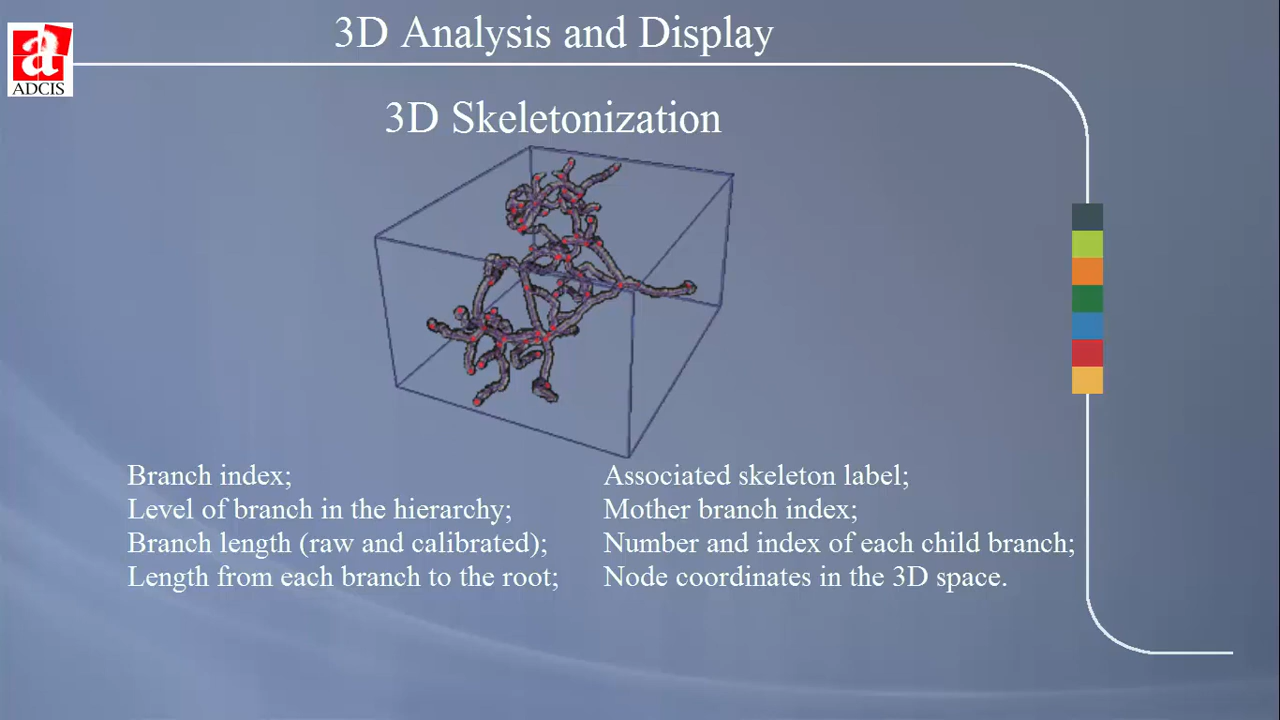 3D Analysis and Display
a
ADCIS
3D Skeletonization
Branch index;
Level of branch in the hierarchy;
Branch length (raw and calibrated);
Length from each branch to the root;
Associated skeleton label;
Mother branch index;
Number and index of each child branch;
Node coordinates in the 3D space.